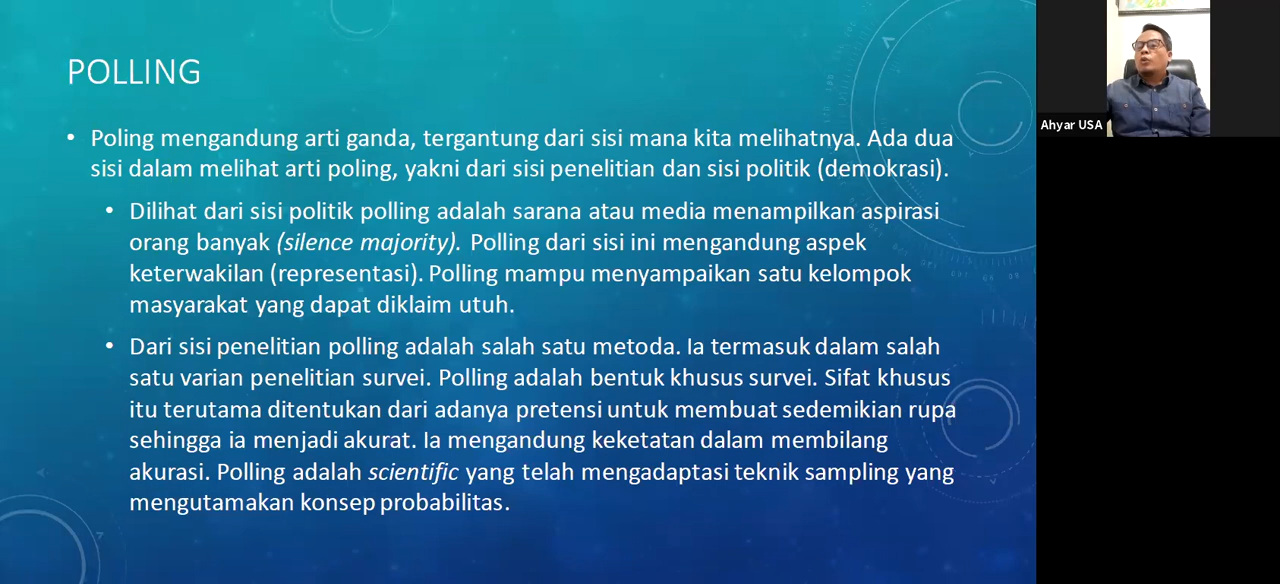 POLLING
• Poling mengandung arti ganda, tergantung dari sisi mana kita melihatnya. Ada dua
sisi dalam melihat arti poling, yakni dari sisi penelitian dan sisi politik (demokrasi).
• Dilihat dari sisi politik polling adalah sarana atau media menampilkan aspirasi
orang banyak (silence majority). Polling dari sisi ini mengandung aspek
keterwakilan (representasi). Polling mampu menyampaikan satu kelompok
masyarakat yang dapat diklaim utuh.
• Dari sisi penelitian polling adalah salah satu metoda. Ia termasuk dalam salah
satu varian penelitian survei. Polling adalah bentuk khusus survei. Sifat khusus
itu terutama ditentukan dari adanya pretensi untuk membuat sedemikian rupa
sehingga ia menjadi akurat. Ia mengandung keketatan dalam membilang
akurasi. Polling adalah scientific yang telah mengadaptasi teknik sampling yang
mengutamakan konsep probabilitas.
Ahyar USA